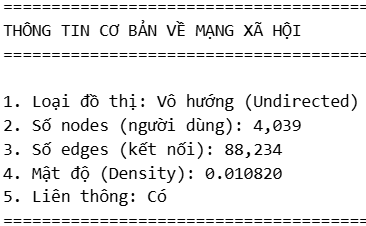 ========================================
THÔNG TIN CƠ BẢN VỀ MẠNG XÃ HỘI
========================================
1. Loại đồ thị: Vô hướng (Undirected)
2. Số nodes (người dùng): 4,039
3. Số edges (kết nối): 88,234
4. Mật độ (Density): 0.010820
5. Liên thông: Có
========================================